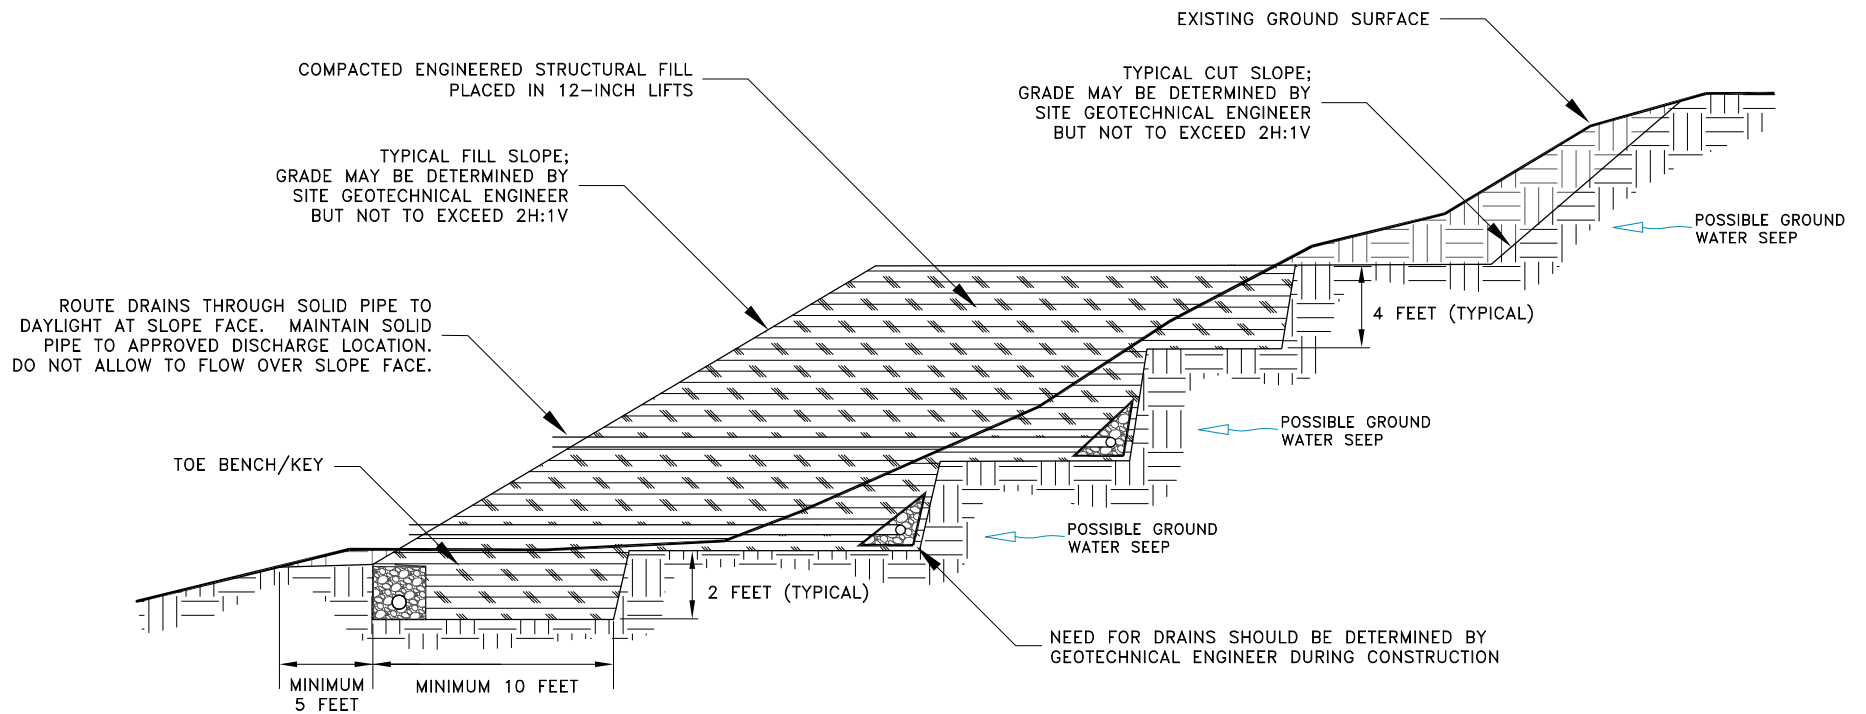 EXISTING GROUND SURFACE
COMPACTED ENGINEERED STRUCTURAL FILL
PLACED IN 12-INCH LIFTS
TYPICAL CUT SLOPE;
GRADE MAY BE DETERMINED BY
SITE GEOTECHNICAL ENGINEER
BUT NOT TO EXCEED 2H:1V
TYPICAL FILL SLOPE;
GRADE MAY BE DETERMINED BY
SITE GEOTECHNICAL ENGINEER
BUT NOT TO EXCEED 2H:1V
POSSIBLE GROUND
WATER SEEP
ROUTE DRAINS THROUGH SOLID PIPE TO
DAYLIGHT AT SLOPE FACE. MAINTAIN SOLID
PIPE TO APPROVED DISCHARGE LOCATION.
DO NOT ALLOW TO FLOW OVER SLOPE FACE.
4 FEET (TYPICAL)
POSSIBLE GROUND
WATER SEEP
TOE BENCH/KEY
POSSIBLE GROUND
WATER SEEP
2 FEET (TYPICAL)
NEED FOR DRAINS SHOULD BE DETERMINED BY
GEOTECHNICAL ENGINEER DURING CONSTRUCTION
MINIMUM
5 FEET
MINIMUM 10 FEET